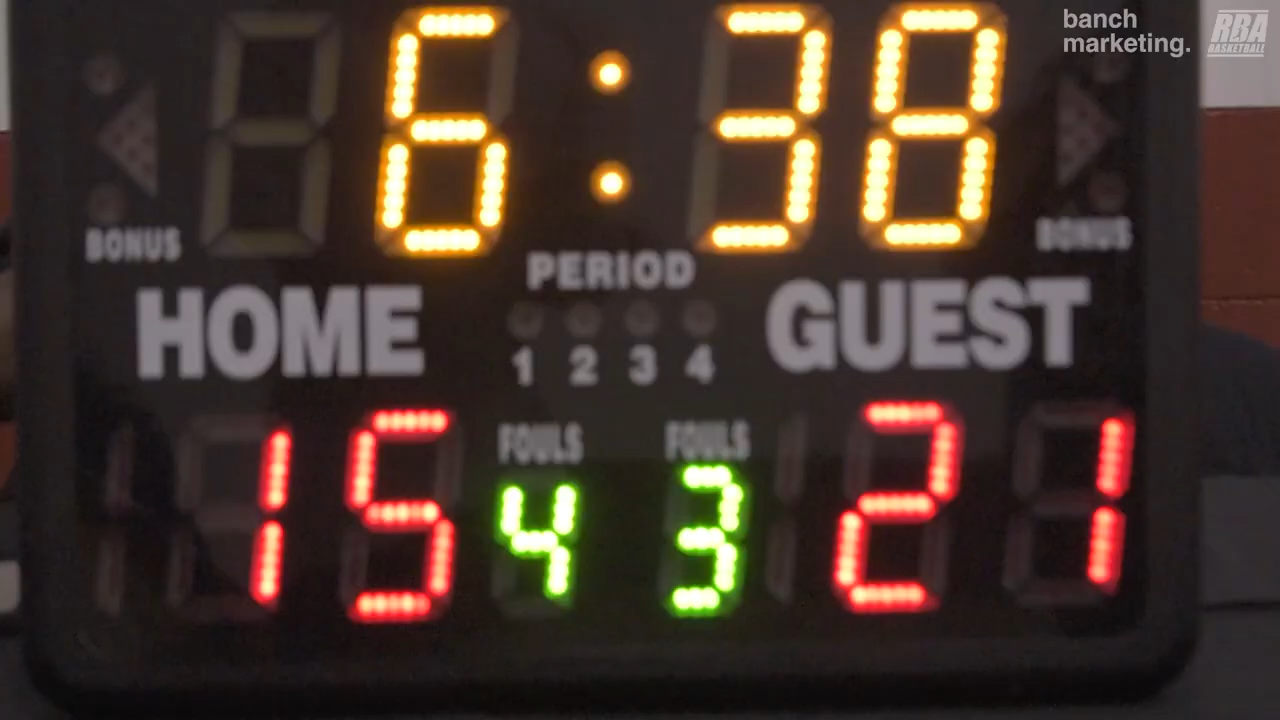 banch
marketing.
RBA
BASKETBALL
6:38
BONUS
BONUS
PERIOD
HOME
GUEST
1 2 3 4
FOULS
FOULS
15
4
3
21